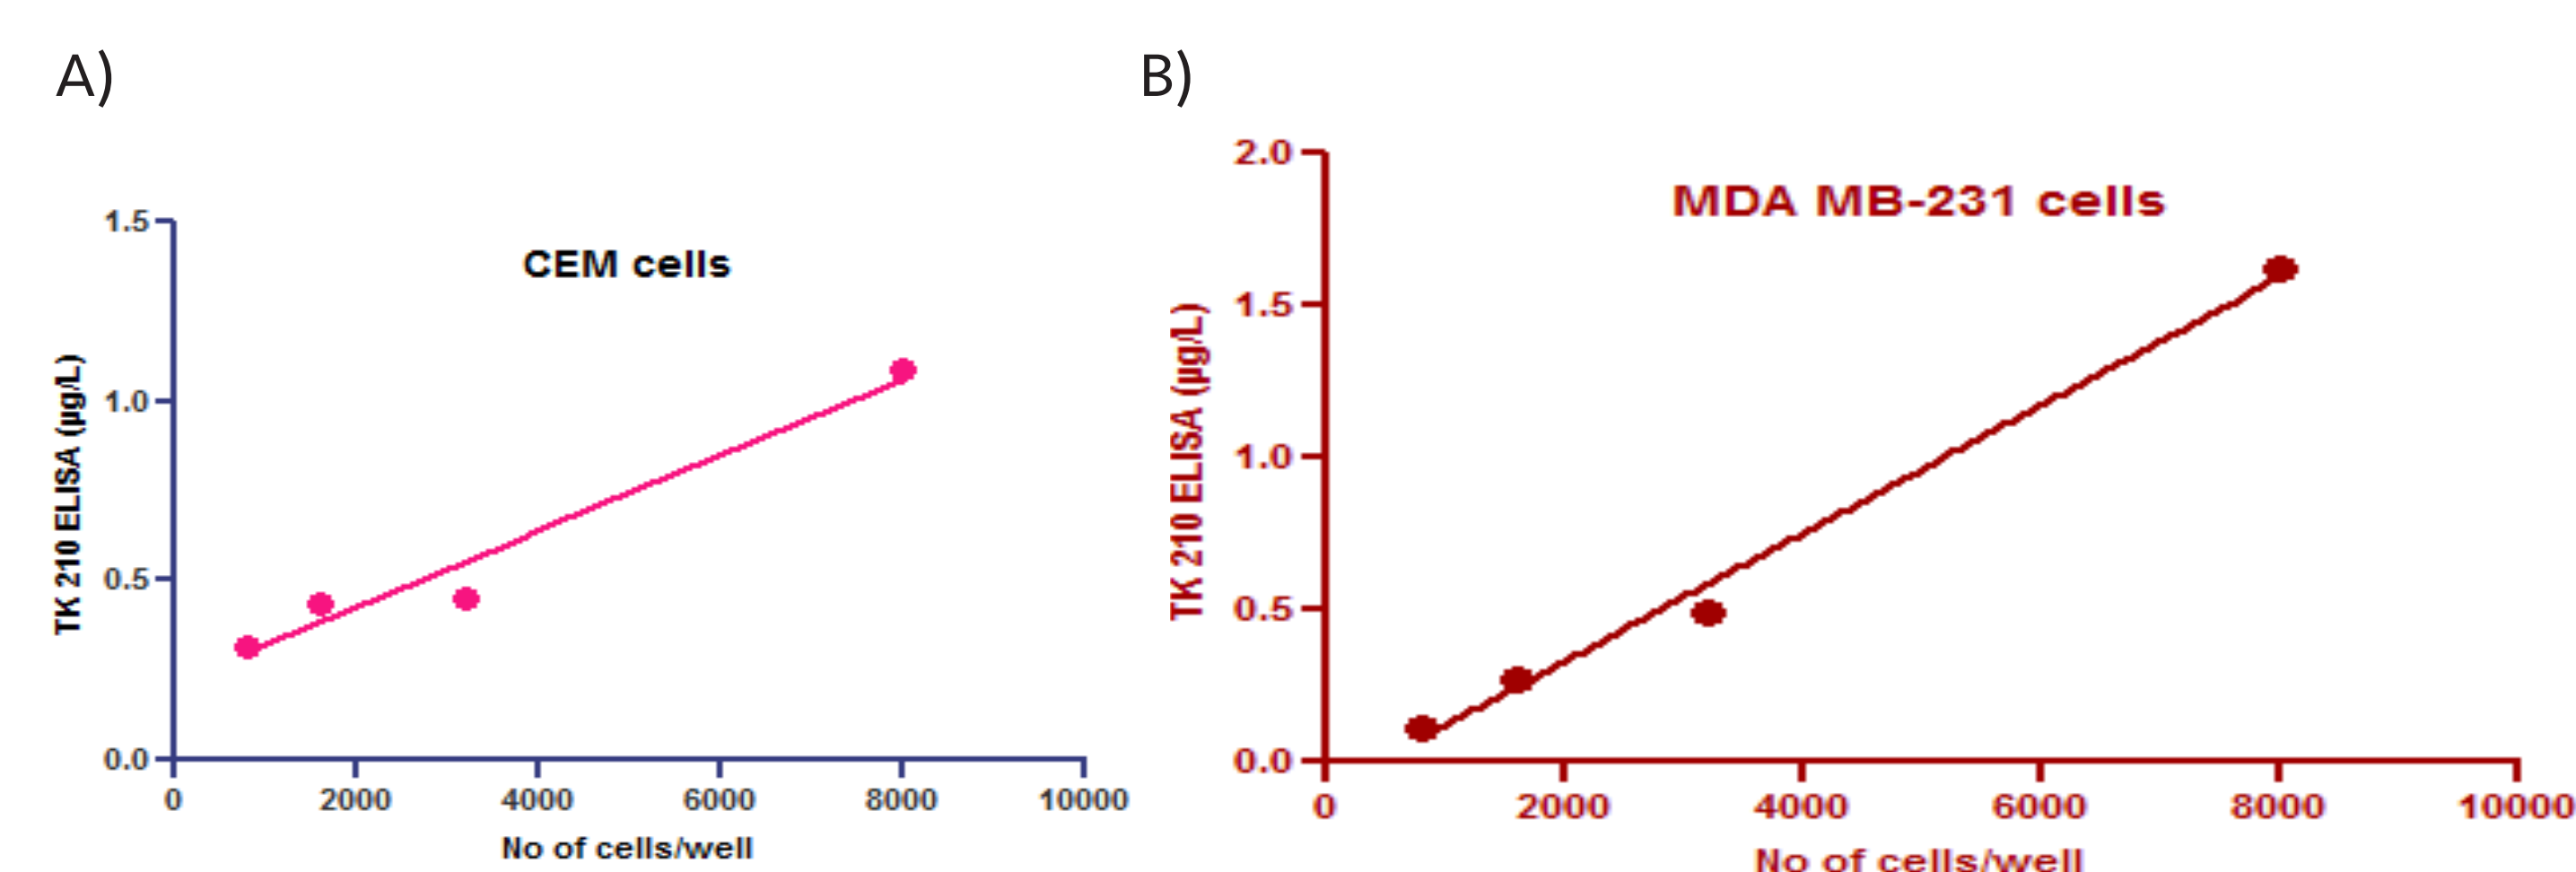 A)
CEM cells
TK 210 ELISA (µg/L)
1.5
1.0
0.5
0.0
0 2000 4000 6000 8000 10000
No of cells/well
B)
MDA MB-231 cells
TK 210 ELISA (µg/L)
2.0
1.5
1.0
0.5
0.0
0 2000 4000 6000 8000 10000
No of cells/well